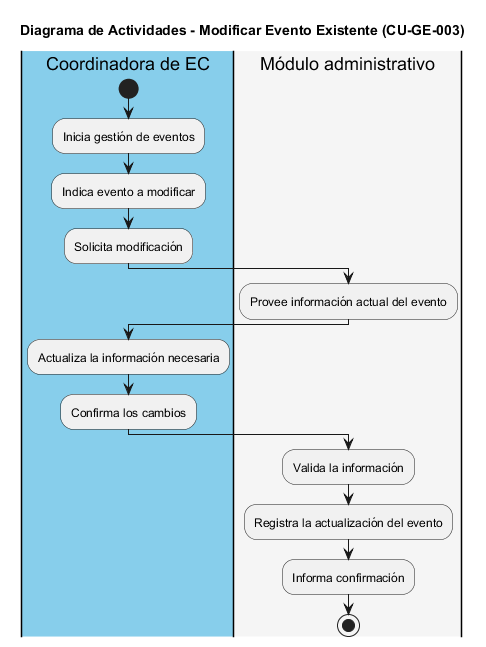 Diagrama de Actividades - Modificar Evento Existente (CU-GE-003)
Coordinadora de EC
Módulo administrativo
Inicia gestión de eventos
Indica evento a modificar
Solicita modificación
Provee información actual del evento
Actualiza la información necesaria
Confirma los cambios
Valida la información
Registra la actualización del evento
Informa confirmación